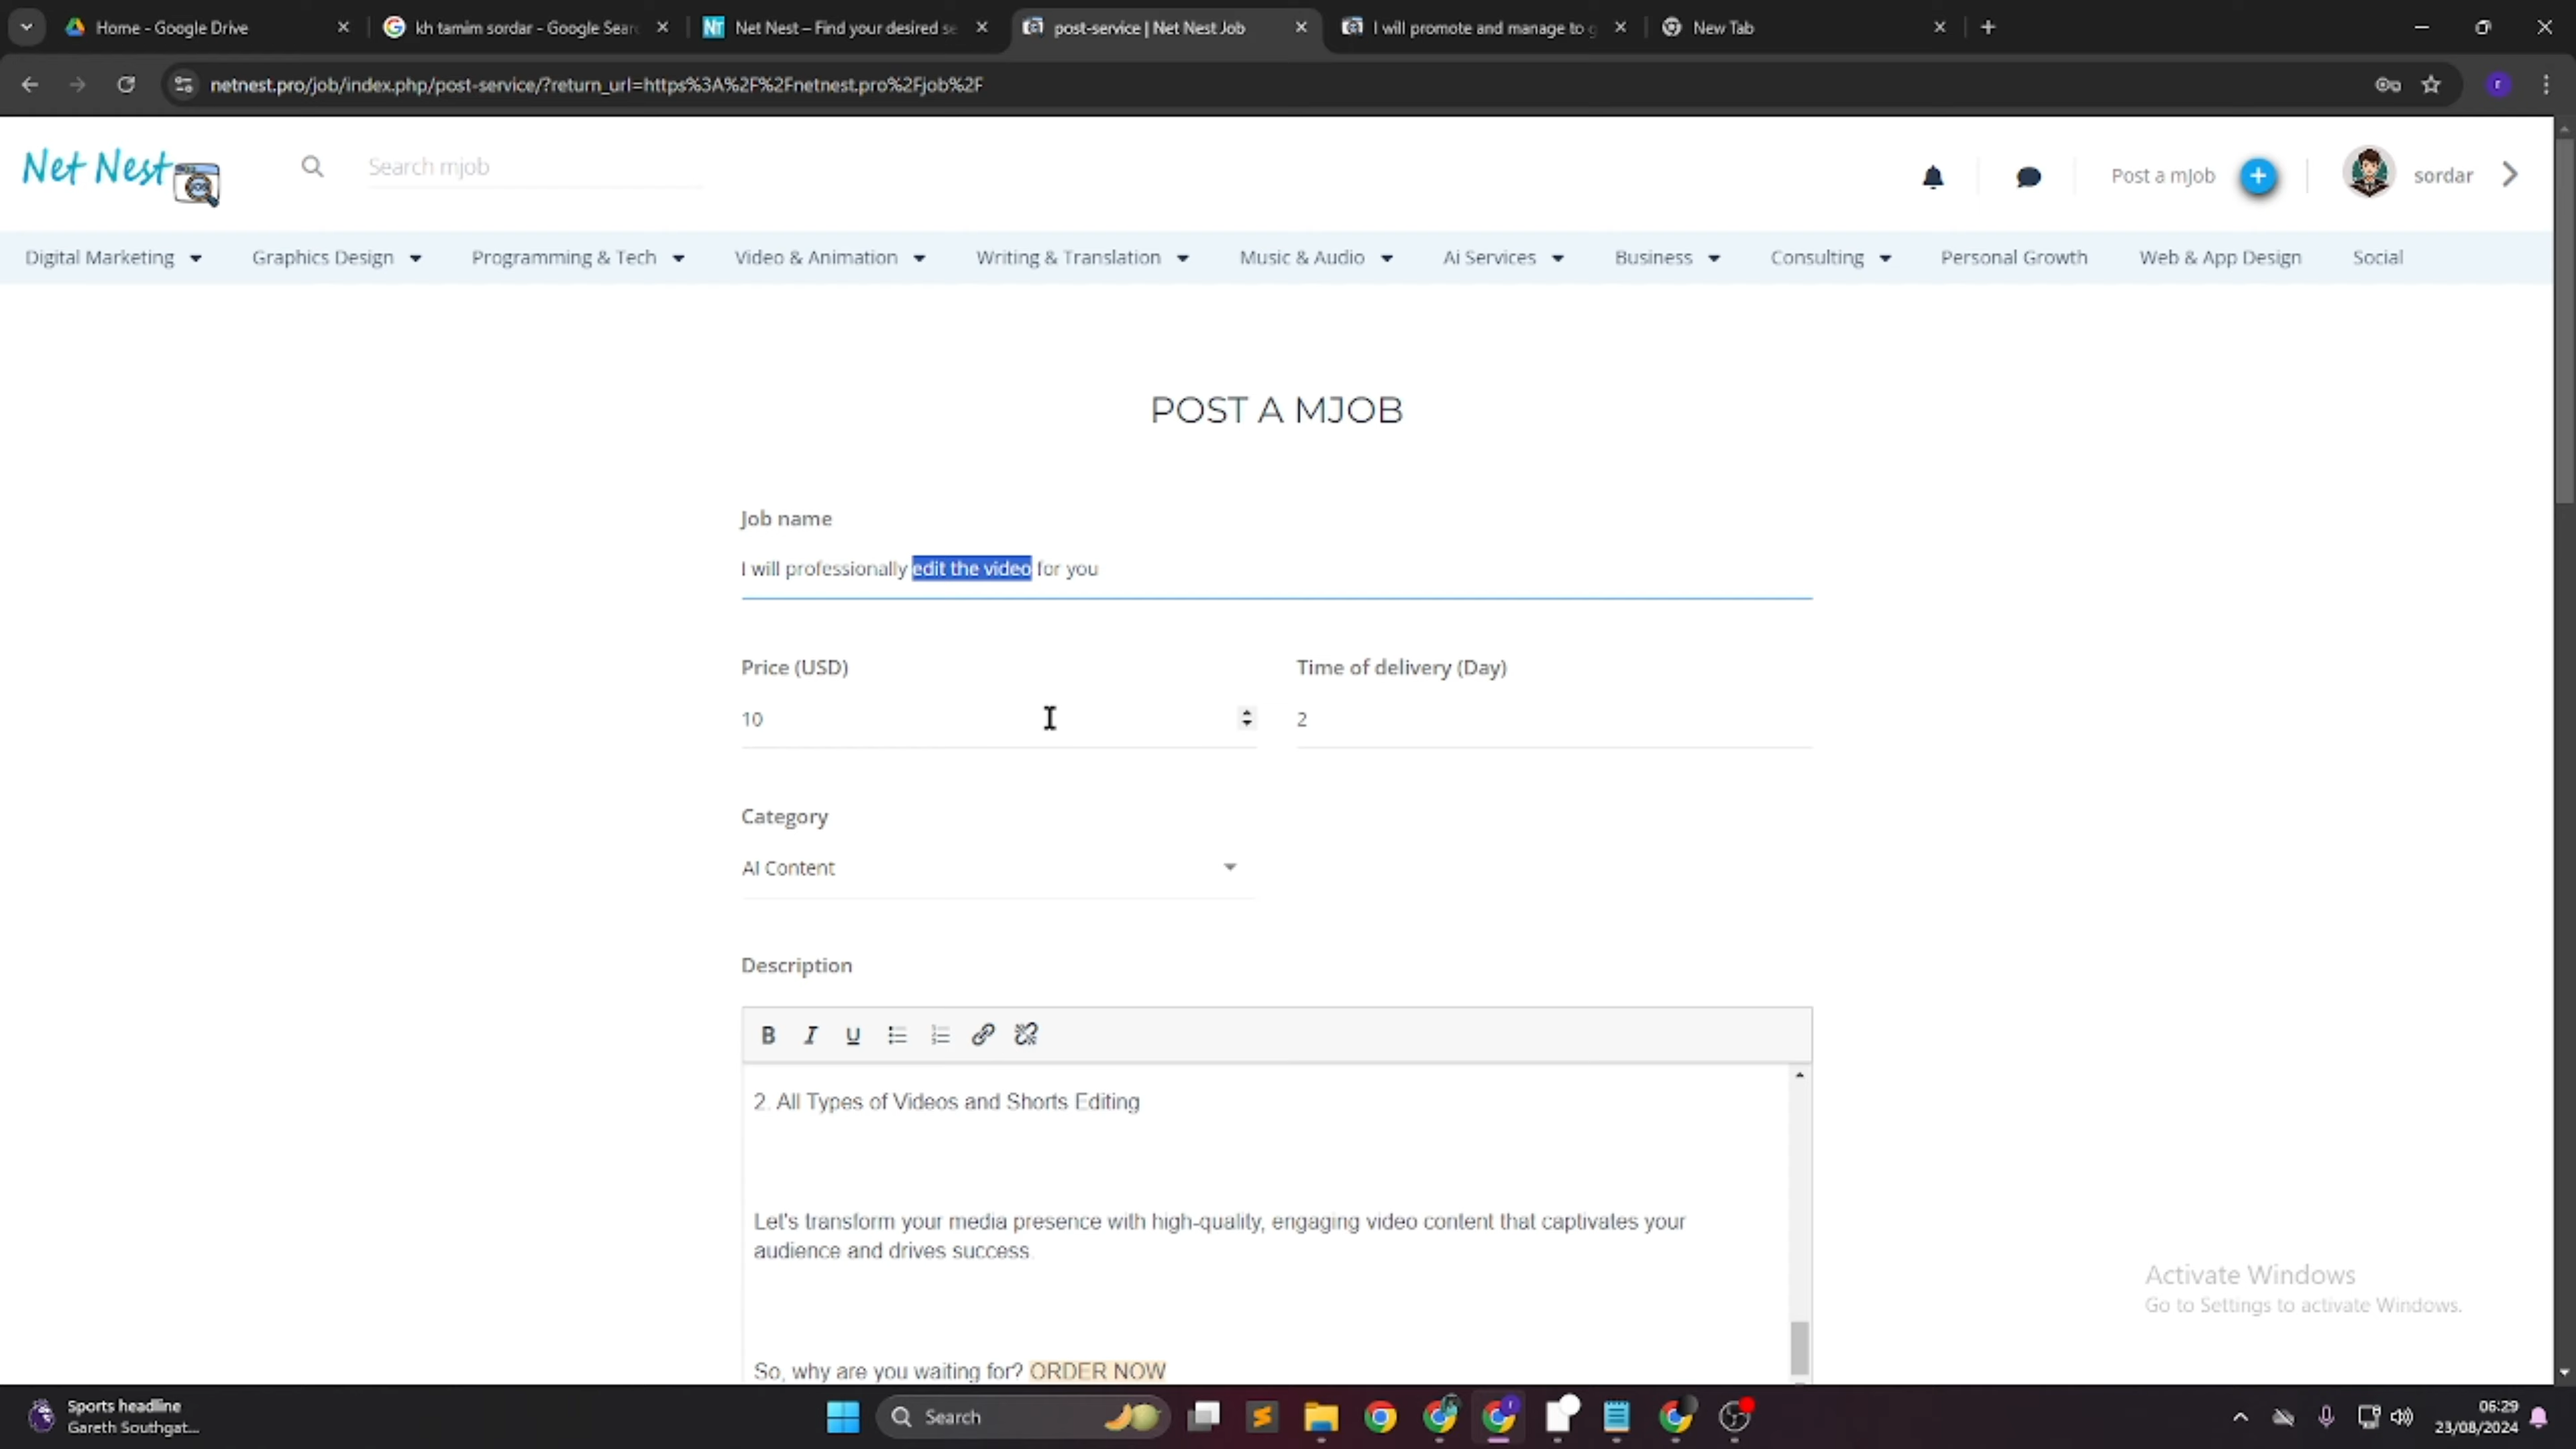 Home - Google Drive
kh tamim sordar - Google Sear
Net Nest – Find your desired se
post-service | Net Nest Job
I will promote and manage to g
New Tab
netnest.pro/job/index.php/post-service/?return_url=https%3A%2F%2Fnetnest.pro%2Fjob%2F
r
Net Nest
Search mjob
Post a mJob
sordar
Digital Marketing
Graphics Design
Programming & Tech
Video & Animation
Writing & Translation
Music & Audio
Ai Services
Business
Consulting
Personal Growth
Web & App Design
Social
POST A MJOB
Job name
I will professionally edit the video for you
Price (USD)
Time of delivery (Day)
10
2
Category
AI Content
Description
B I U
2. All Types of Videos and Shorts Editing
Let's transform your media presence with high-quality, engaging video content that captivates your
audience and drives success.
So, why are you waiting for? ORDER NOW
Activate Windows
Go to Settings to activate Windows.
Sports headline
Gareth Southgat...
Search
06:29
23/08/2024